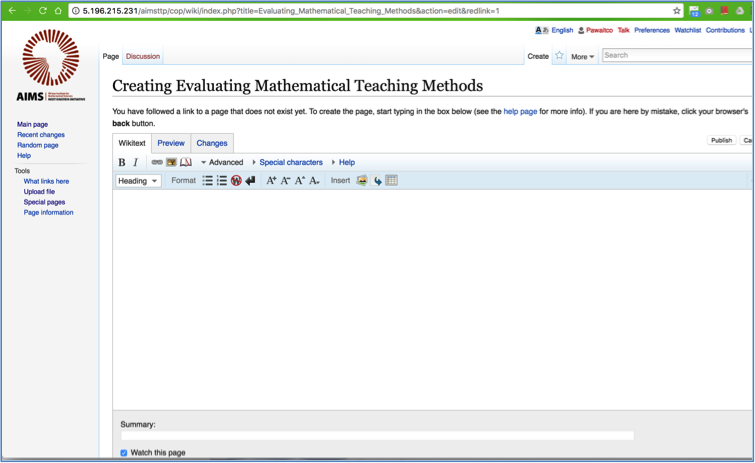 5.196.215.231/aimsttp/cop/wiki/index.php?title=Evaluating_Mathematical_Teaching_Methods&action=edit&redlink=1
12
English Pawaitco Talk Preferences Watchlist Contributions
Page Discussion Create More Search
AIMS
Creating Evaluating Mathematical Teaching Methods
You have followed a link to a page that does not exist yet. To create the page, start typing in the box below (see the help page for more info). If you are here by mistake, click your browser's
back button.
Main page
Recent changes
Random page
Help
Tools
What links here
Upload file
Special pages
Page information
Wikitext Preview Changes Publish Ca
B I Advanced Special characters Help
Heading Format A+ A- A A Insert
Summary:
Watch this page